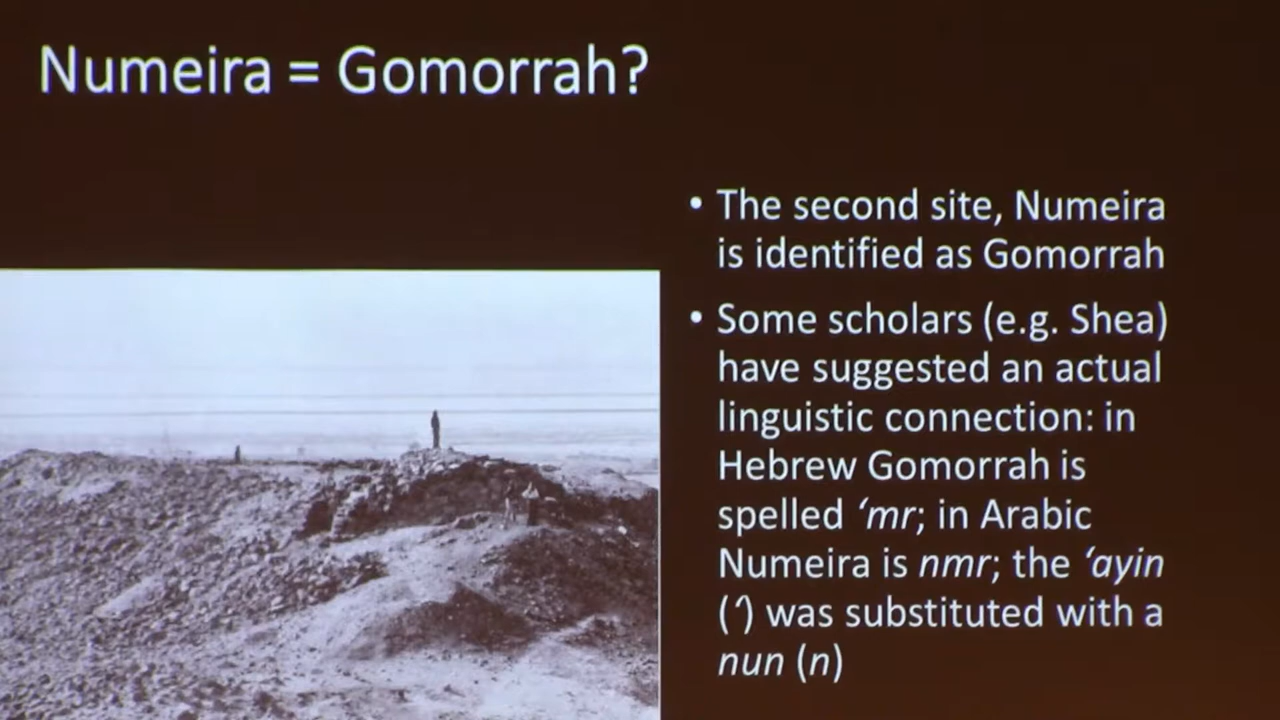 Numeira = Gomorrah?
• The second site, Numeira
is identified as Gomorrah
• Some scholars (e.g. Shea)
have suggested an actual
linguistic connection: in
Hebrew Gomorrah is
spelled ‘mr; in Arabic
Numeira is nmr; the ‘ayin
(‘) was substituted with a
nun (n)